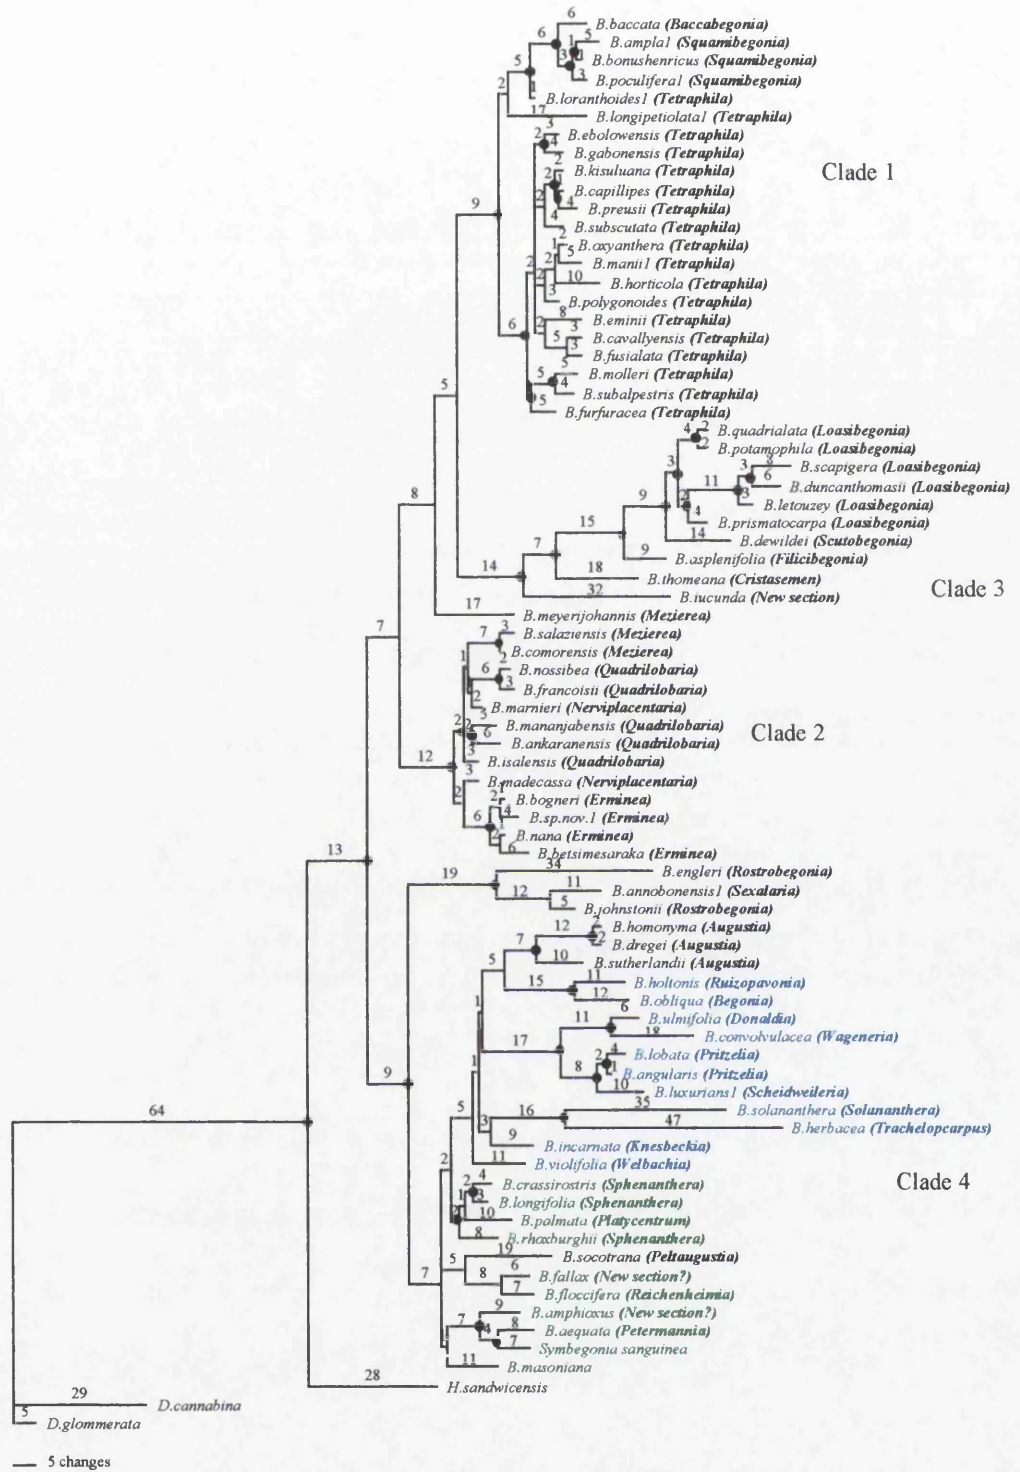 B.baccata (Baccabegonia)
B.ampla1 (Squamibegonia)
B.bonushenricus (Squamibegonia)
B.poculifera1 (Squamibegonia)
B.loranthoides1 (Tetraphila)
B.longipetiolata1 (Tetraphila)
B.ebolowensis (Tetraphila)
B.gabonensis (Tetraphila)
B.kisuluana (Tetraphila)
Clade 1
B.capillipes (Tetraphila)
B.preusii (Tetraphila)
B.subscutata (Tetraphila)
B.oxyanthera (Tetraphila)
B.manii1 (Tetraphila)
B.horticola (Tetraphila)
B.polygonoides (Tetraphila)
B.eminii (Tetraphila)
B.cavallyensis (Tetraphila)
B.fusialata (Tetraphila)
B.molleri (Tetraphila)
B.subalpestris (Tetraphila)
B.furfuracea (Tetraphila)
B.quadrialata (Loasibegonia)
B.potamophila (Loasibegonia)
B.scapigera (Loasibegonia)
B.duncanthomasii (Loasibegonia)
B.letouzey (Loasibegonia)
B.prismatocarpa (Loasibegonia)
B.dewildei (Scutobegonia)
B.asplenifolia (Filicibegonia)
B.thomeana (Cristasemen)
Clade 3
B.iucunda (New section)
B.meyerijohannis (Mezierea)
B.salaziensis (Mezierea)
B.comorensis (Mezierea)
B.nossibea (Quadrilobaria)
B.francoisii (Quadrilobaria)
B.marnieri (Nerviplacentaria)
B.mananjabensis (Quadrilobaria)
Clade 2
B.ankaranensis (Quadrilobaria)
B.isalensis (Quadrilobaria)
B.madecassa (Nerviplacentaria)
B.bogneri (Erminea)
B.sp.nov.1 (Erminea)
B.nana (Erminea)
B.betsimesaraka (Erminea)
B.engleri (Rostrobegonia)
B.annobonensis1 (Sexalaria)
B.johnstonii (Rostrobegonia)
B.homonyma (Augustia)
B.dregei (Augustia)
B.sutherlandii (Augustia)
B.holtonis (Ruizopavonia)
B.obliqua (Begonia)
B.ulmifolia (Donaldia)
B.convolvulacea (Wageneria)
B.lobata (Pritzelia)
B.angularis (Pritzelia)
B.luxurians1 (Scheidweileria)
B.solananthera (Solananthera)
B.herbacea (Trachelopcarpus)
B.incarnata (Knesbeckia)
B.violifolia (Welbachia)
Clade 4
B.crassirostris (Sphenanthera)
B.longifolia (Sphenanthera)
B.palmata (Platycentrum)
B.rhoxburghii (Sphenanthera)
B.socotrana (Peltaugustia)
B.fallax (New section?)
B.floccifera (Reichenheimia)
B.amphioxus (New section?)
B.aequata (Petermannia)
Symbegonia sanguinea
B.masoniana
28 H.sandwicensis
29 D.cannabina
5 D.glommerata
5 changes